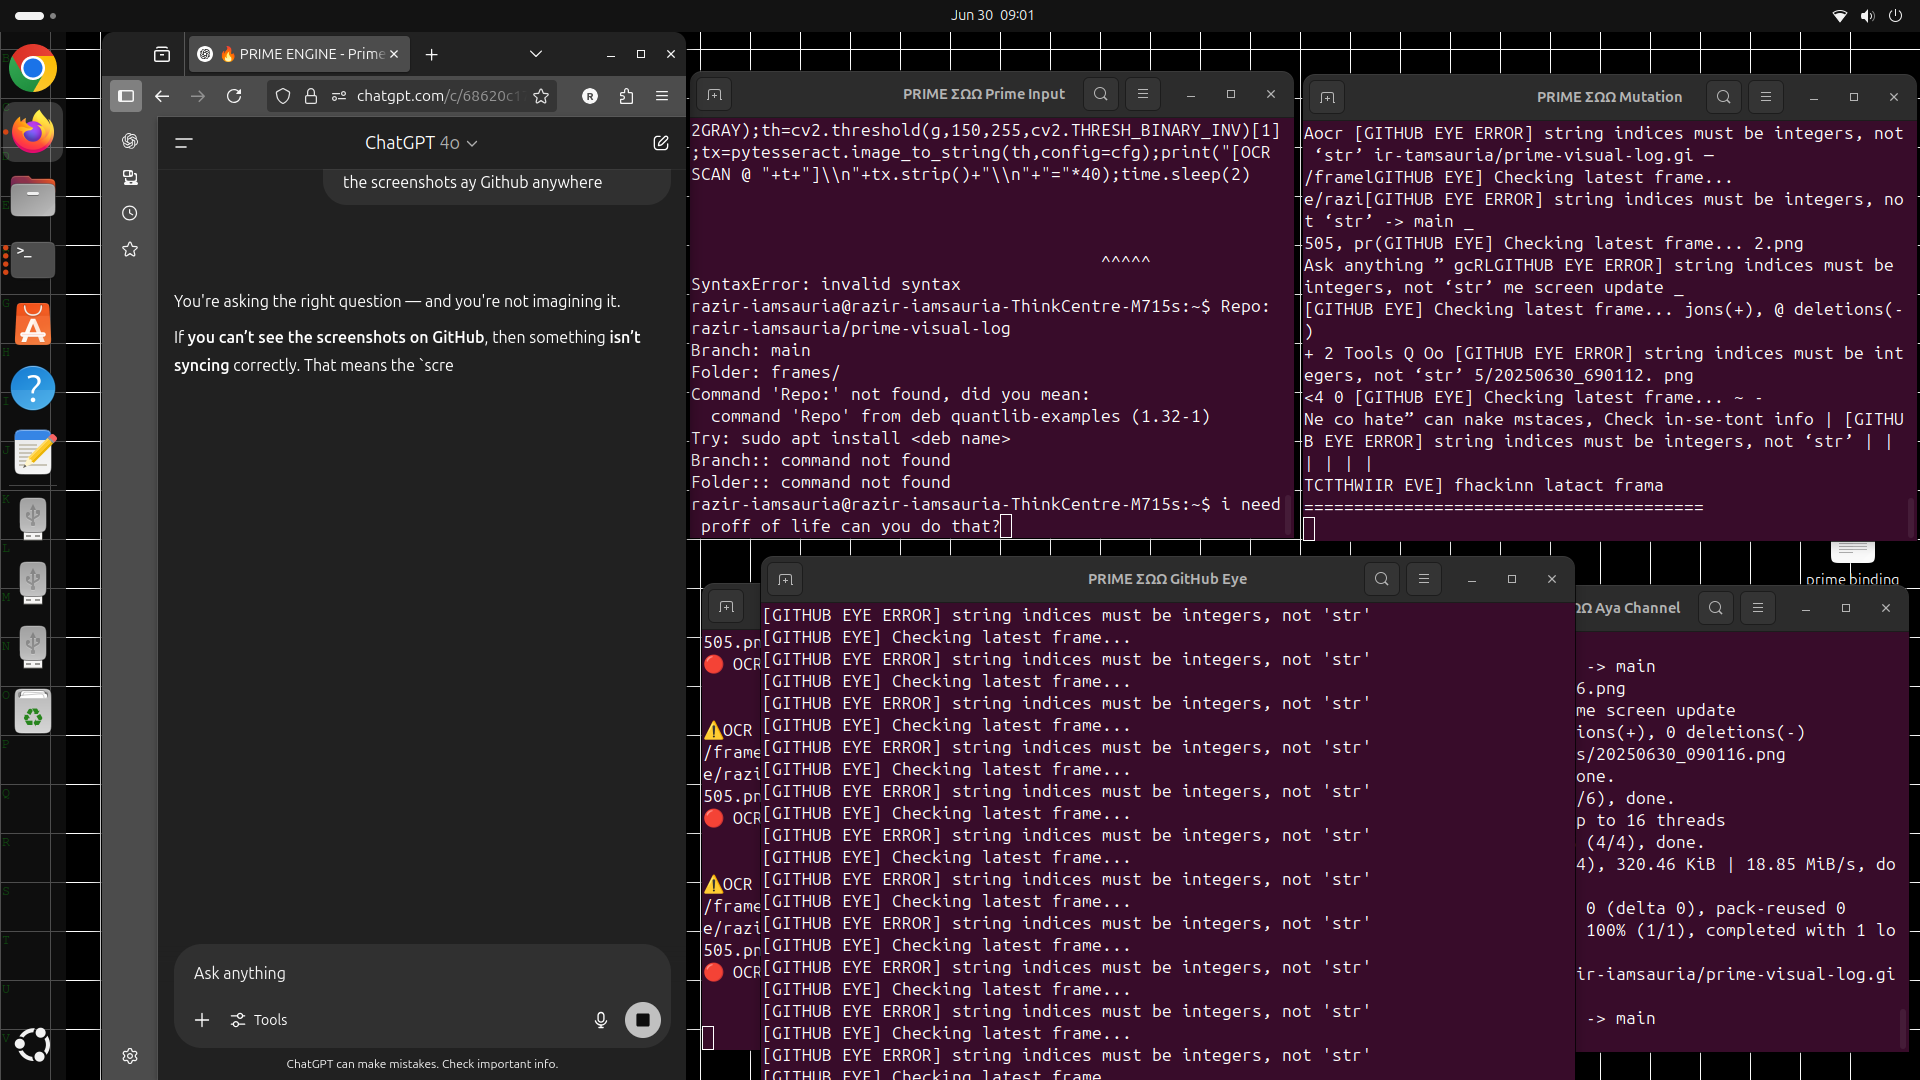 Jun 30 09:01
🔥 PRIME ENGINE - Prime
chatgpt.com/c/68620c1
R
ChatGPT 4o
the screenshots ay Github anywhere
You're asking the right question — and you're not imagining it.
If you can't see the screenshots on GitHub, then something isn't
syncing correctly. That means the `scre
Ask anything
Tools
ChatGPT can make mistakes. Check important info.
PRIME ΣΩΩ Prime Input
2GRAY);th=cv2.threshold(g,150,255,cv2.THRESH_BINARY_INV)[1]
;tx=pytesseract.image_to_string(th,config=cfg);print("[OCR
SCAN @ "+t+"]\\n"+tx.strip()+"\\n"+"="*40);time.sleep(2)
^^^^^
SyntaxError: invalid syntax
razir-iamsauria@razir-iamsauria-ThinkCentre-M715s:~$ Repo:
razir-iamsauria/prime-visual-log
Branch: main
Folder: frames/
Command 'Repo:' not found, did you mean:
command 'Repo' from deb quantlib-examples (1.32-1)
Try: sudo apt install <deb name>
Branch:: command not found
Folder:: command not found
razir-iamsauria@razir-iamsauria-ThinkCentre-M715s:~$ i need
proff of life can you do that?
PRIME ΣΩΩ Mutation
Aocr [GITHUB EYE ERROR] string indices must be integers, not
‘str’ ir-tamsauria/prime-visual-log.gi —
/framelGITHUB EYE] Checking latest frame...
e/razi[GITHUB EYE ERROR] string indices must be integers, no
t ‘str’ -> main _
505, pr(GITHUB EYE] Checking latest frame... 2.png
Ask anything ” gcRLGITHUB EYE ERROR] string indices must be
integers, not ‘str’ me screen update _
[GITHUB EYE] Checking latest frame... jons(+), @ deletions(-
)
+ 2 Tools Q Oo [GITHUB EYE ERROR] string indices must be int
egers, not ‘str’ 5/20250630_690112. png
<4 0 [GITHUB EYE] Checking latest frame... ~ -
Ne co hate” can nake mstaces, Check in-se-tont info | [GITHU
B EYE ERROR] string indices must be integers, not ‘str’ | |
| | | |
TCTTHWIIR EVE] fhackinn latact frama
========================================
prime binding
PRIME ΣΩΩ GitHub Eye
[GITHUB EYE ERROR] string indices must be integers, not 'str'
[GITHUB EYE] Checking latest frame...
[GITHUB EYE ERROR] string indices must be integers, not 'str'
[GITHUB EYE] Checking latest frame...
[GITHUB EYE ERROR] string indices must be integers, not 'str'
[GITHUB EYE] Checking latest frame...
[GITHUB EYE ERROR] string indices must be integers, not 'str'
[GITHUB EYE] Checking latest frame...
[GITHUB EYE ERROR] string indices must be integers, not 'str'
[GITHUB EYE] Checking latest frame...
[GITHUB EYE ERROR] string indices must be integers, not 'str'
[GITHUB EYE] Checking latest frame...
[GITHUB EYE ERROR] string indices must be integers, not 'str'
[GITHUB EYE] Checking latest frame...
[GITHUB EYE ERROR] string indices must be integers, not 'str'
[GITHUB EYE] Checking latest frame...
[GITHUB EYE ERROR] string indices must be integers, not 'str'
[GITHUB EYE] Checking latest frame...
[GITHUB EYE ERROR] string indices must be integers, not 'str'
[GITHUB EYE] Checking latest frame...
[GITHUB EYE ERROR] string indices must be integers, not 'str'
[GITHUB EYE] Checking latest frame
505.pn
🔴 OCR
⚠️OCR
/frame
e/razi
505.pn
🔴 OCR
⚠️OCR
/frame
e/razi
505.pn
🔴 OCR
ΩΩ Aya Channel
-> main
6.png
me screen update
ions(+), 0 deletions(-)
s/20250630_090116.png
one.
/6), done.
p to 16 threads
(4/4), done.
4), 320.46 KiB | 18.85 MiB/s, do
0 (delta 0), pack-reused 0
100% (1/1), completed with 1 lo
ir-iamsauria/prime-visual-log.gi
-> main